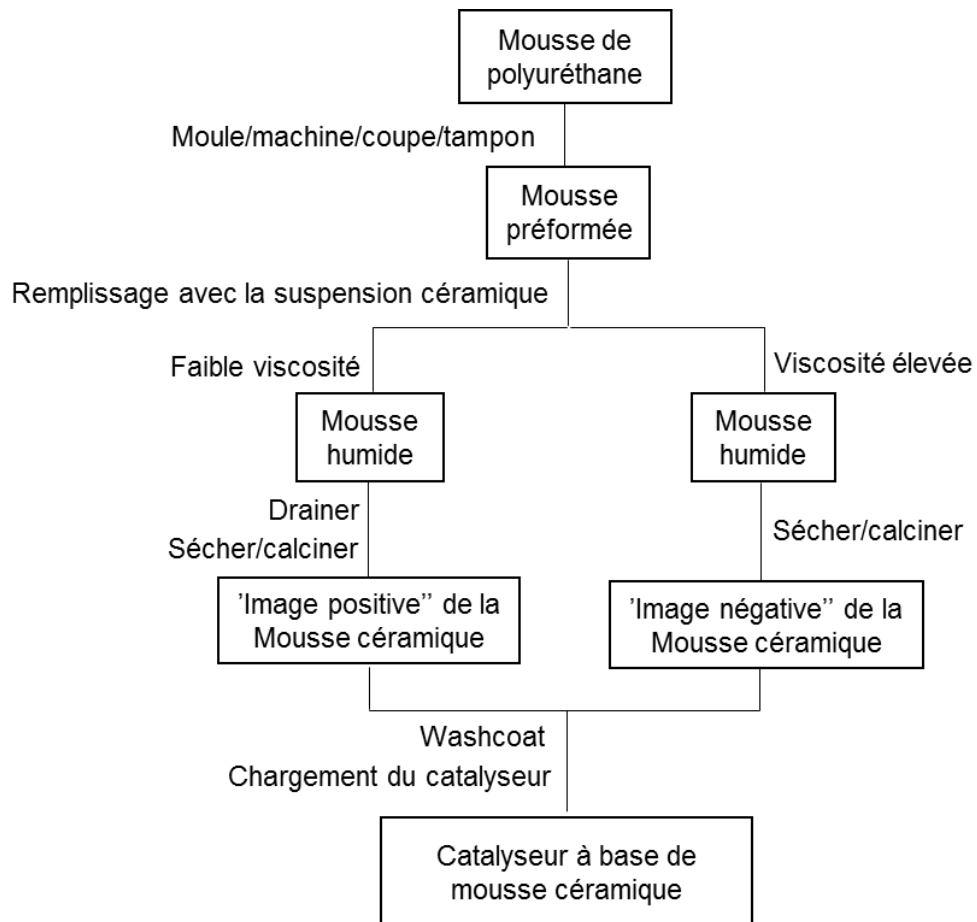 Mousse de
polyuréthane
Moule/machine/coupe/tampon
Mousse
préformée
Remplissage avec la suspension céramique
Faible viscosité
Viscosité élevée
Mousse
humide
Mousse
humide
Drainer
Sécher/calciner
Sécher/calciner
'Image positive'' de la
Mousse céramique
'Image négative'' de la
Mousse céramique
Washcoat
Chargement du catalyseur
Catalyseur à base de
mousse céramique